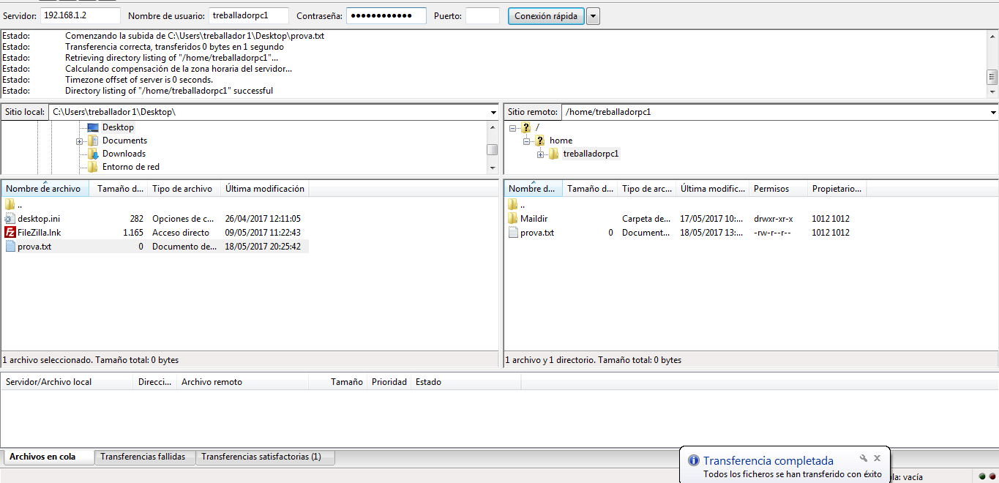 Servidor: 192.168.1.2 Nombre de usuario: treballadorpc1 Contraseña: ●●●●●●●●●●●● Puerto: Conexión rápida
Estado: Comenzando la subida de C:\Users\treballador1\Desktop\prova.txt
Estado: Transferencia correcta, transferidos 0 bytes en 1 segundo
Estado: Retrieving directory listing of "/home/treballadorpc1"...
Estado: Calculando compensación de la zona horaria del servidor...
Estado: Timezone offset of server is 0 seconds.
Estado: Directory listing of "/home/treballadorpc1" successful
Sitio local: C:\Users\treballador1\Desktop\
Desktop
Documents
Downloads
Entorno de red
Nombre de archivo Tamaño d... Tipo de archivo Última modificación
..
desktop.ini 282 Opciones de c... 26/04/2017 12:11:05
FileZilla.lnk 1.165 Acceso directo 09/05/2017 11:22:43
prova.txt 0 Documento de... 18/05/2017 20:25:42
1 archivo seleccionado. Tamaño total: 0 bytes
Sitio remoto: /home/treballadorpc1
/
home
treballadorpc1
Nombre d... Tamaño d... Tipo de arc... Última modific... Permisos Propietario...
..
Maildir Carpeta de... 17/05/2017 10:... drwxr-xr-x 1012 1012
prova.txt 0 Document... 18/05/2017 13:... -rw-r--r-- 1012 1012
1 archivo y 1 directorio. Tamaño total: 0 bytes
Servidor/Archivo local Direcci... Archivo remoto Tamaño Prioridad Estado
Archivos en cola Transferencias fallidas Transferencias satisfactorias (1)
Transferencia completada
Todos los ficheros se han transferido con éxito
la: vacía